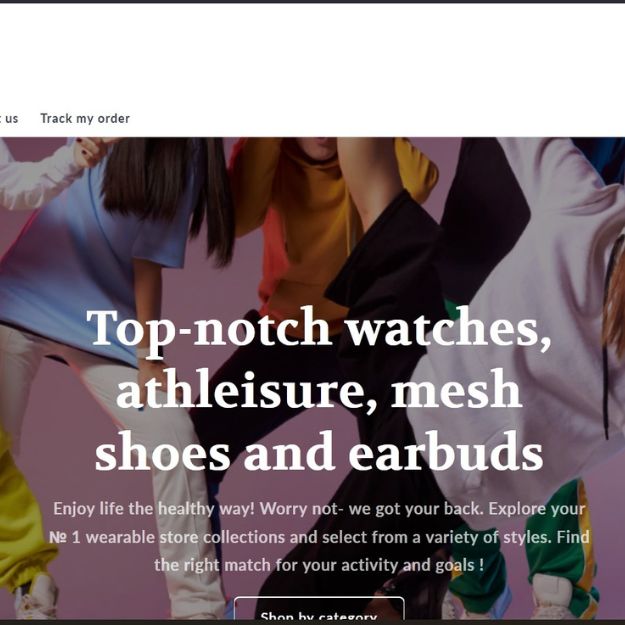 us
Track my order
Top-notch watches,
athleisure, mesh
shoes and earbuds
Enjoy life the healthy way! Worry not- we got your back. Explore your
№ 1 wearable store collections and select from a variety of styles. Find
the right match for your activity and goals !
Shop by category